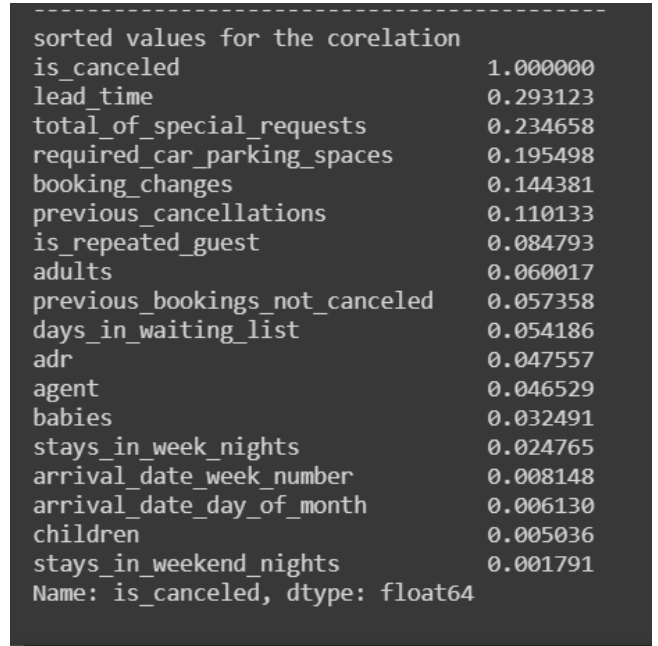 -------------------------------------------
sorted values for the corelation
is_canceled 1.000000
lead_time 0.293123
total_of_special_requests 0.234658
required_car_parking_spaces 0.195498
booking_changes 0.144381
previous_cancellations 0.110133
is_repeated_guest 0.084793
adults 0.060017
previous_bookings_not_canceled 0.057358
days_in_waiting_list 0.054186
adr 0.047557
agent 0.046529
babies 0.032491
stays_in_week_nights 0.024765
arrival_date_week_number 0.008148
arrival_date_day_of_month 0.006130
children 0.005036
stays_in_weekend_nights 0.001791
Name: is_canceled, dtype: float64